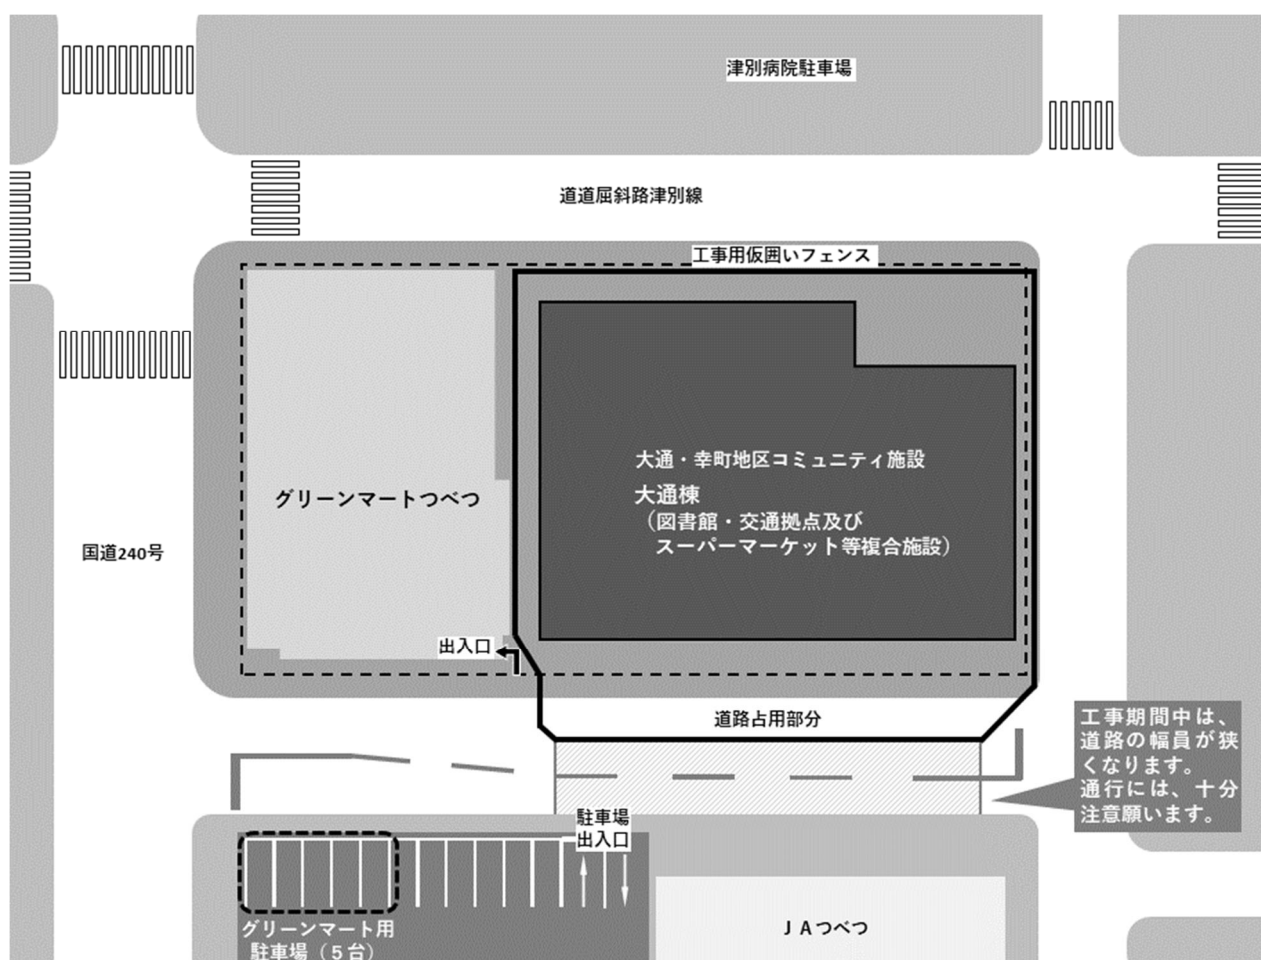 津別病院駐車場
道道屈斜路津別線
工事用仮囲いフェンス
大通・幸町地区コミュニティ施設
大通棟
（図書館・交通拠点及び
スーパーマーケット等複合施設）
グリーンマートつべつ
国道240号
出入口
道路占用部分
工事期間中は、
道路の幅員が狭
くなります。
通行には、十分
注意願います。
駐車場
出入口
グリーンマート用
駐車場（５台）
ＪＡつべつ